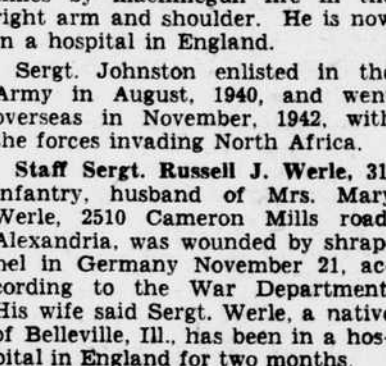 right arm and shoulder. He is now
in a hospital in England.
Sergt. Johnston enlisted in the
Army in August, 1940, and went
overseas in November, 1942, with
the forces invading North Africa.
Staff Sergt. Russell J. Werle, 31,
infantry, husband of Mrs. Mary
Werle, 2510 Cameron Mills road,
Alexandria, was wounded by shrap-
nel in Germany November 21, ac-
cording to the War Department.
His wife said Sergt. Werle, a native
of Belleville, Ill., has been in a hos-
pital in England for two months.